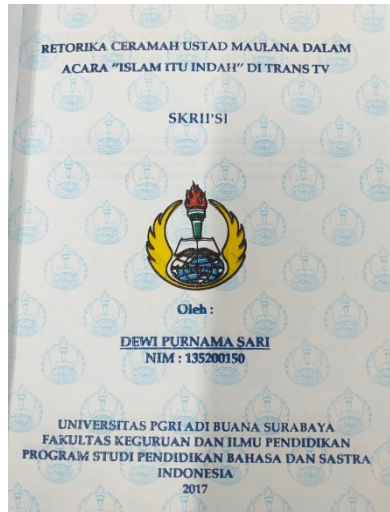 RETORIKA CERAMAH USTAD MAULANA DALAM
ACARA "ISLAM ITU INDAH" DI TRANS TV
SKRIPSI
Oleh :
DEWI PURNAMA SARI
NIM : 135200150
UNIVERSITAS PGRI ADI BUANA SURABAYA
FAKULTAS KEGURUAN DAN ILMU PENDIDIKAN
PROGRAM STUDI PENDIDIKAN BAHASA DAN SASTRA
INDONESIA
2017